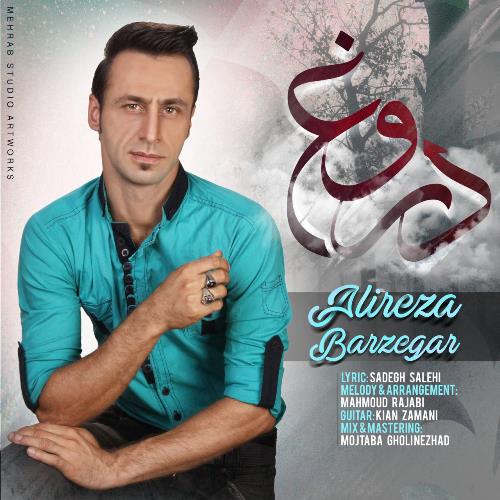 MEHRAB STUDIO ARTWORKS
دروغ
Alireza
Barzegar
LYRIC: SADEGH SALEHI
MELODY & ARRANGEMENT:
MAHMOUD RAJABI
GUITAR: KIAN ZAMANI
MIX & MASTERING:
MOJTABA GHOLINEZHAD